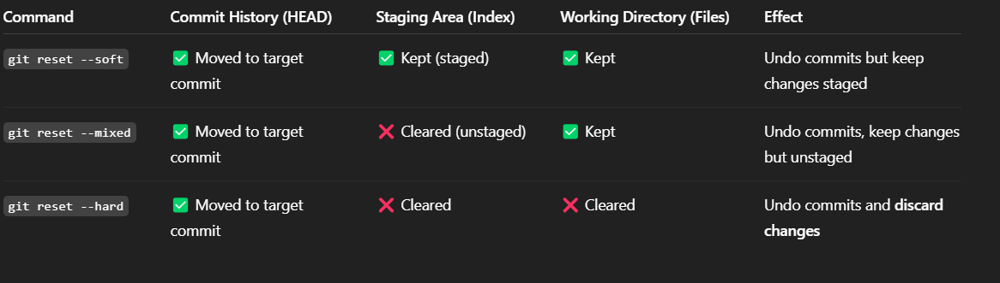 Command Commit History (HEAD) Staging Area (Index) Working Directory (Files) Effect
git reset --soft ✅ Moved to target commit ✅ Kept (staged) ✅ Kept Undo commits but keep changes staged
git reset --mixed ✅ Moved to target commit ❌ Cleared (unstaged) ✅ Kept Undo commits, keep changes but unstaged
git reset --hard ✅ Moved to target commit ❌ Cleared ❌ Cleared Undo commits and discard changes